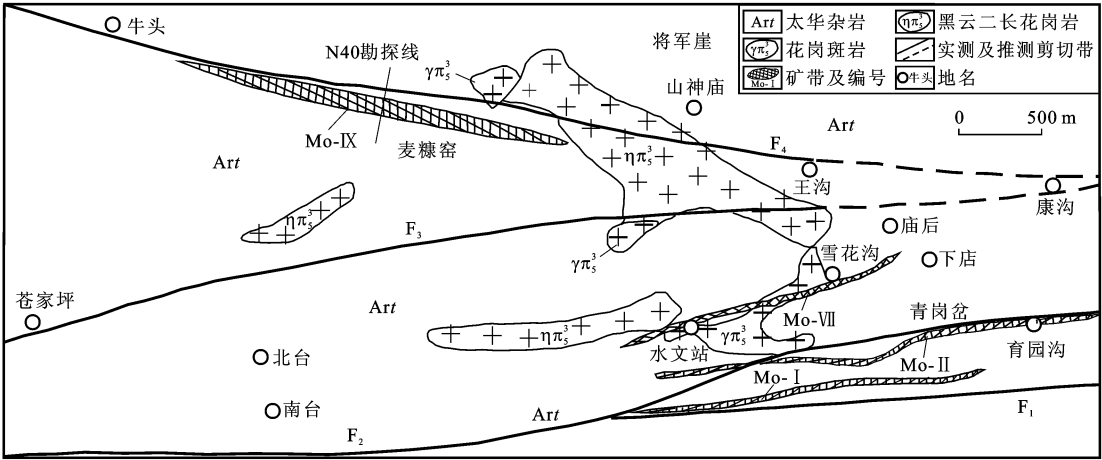 牛头
N40勘探线
将军崖
Art 太华杂岩
ηπ₅³ 黑云二长花岗岩
γπ₅³ 花岗斑岩
实测及推测剪切带
Mo-Ⅰ 矿带及编号
牛头 地名
0 500 m
γπ₅³
山神庙
Mo-Ⅸ
麦糠窑
Art
F₄
Art
ηπ₅³
王沟
康沟
ηπ₅³
F₃
γπ₅³
庙后
雪花沟
下店
苍家坪
Art
ηπ₅³
水文站
γπ₅³
Mo-Ⅶ
青岗岔
育园沟
北台
Mo-Ⅰ
Mo-Ⅱ
南台
Art
F₂
F₁